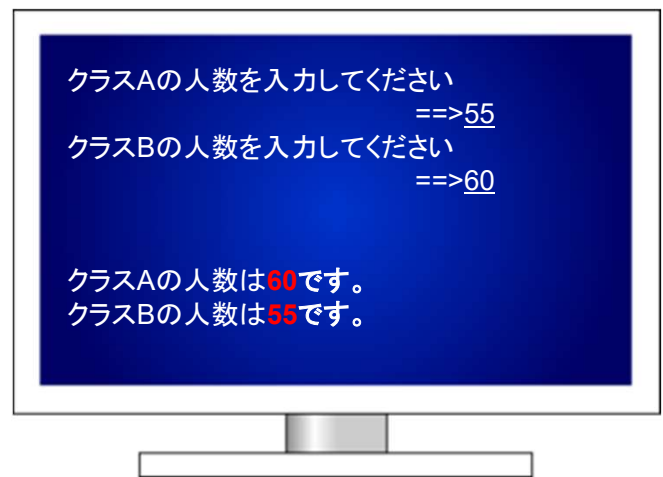 クラスAの人数を入力してください
==>55
クラスBの人数を入力してください
==>60
クラスAの人数は60です。
クラスBの人数は55です。